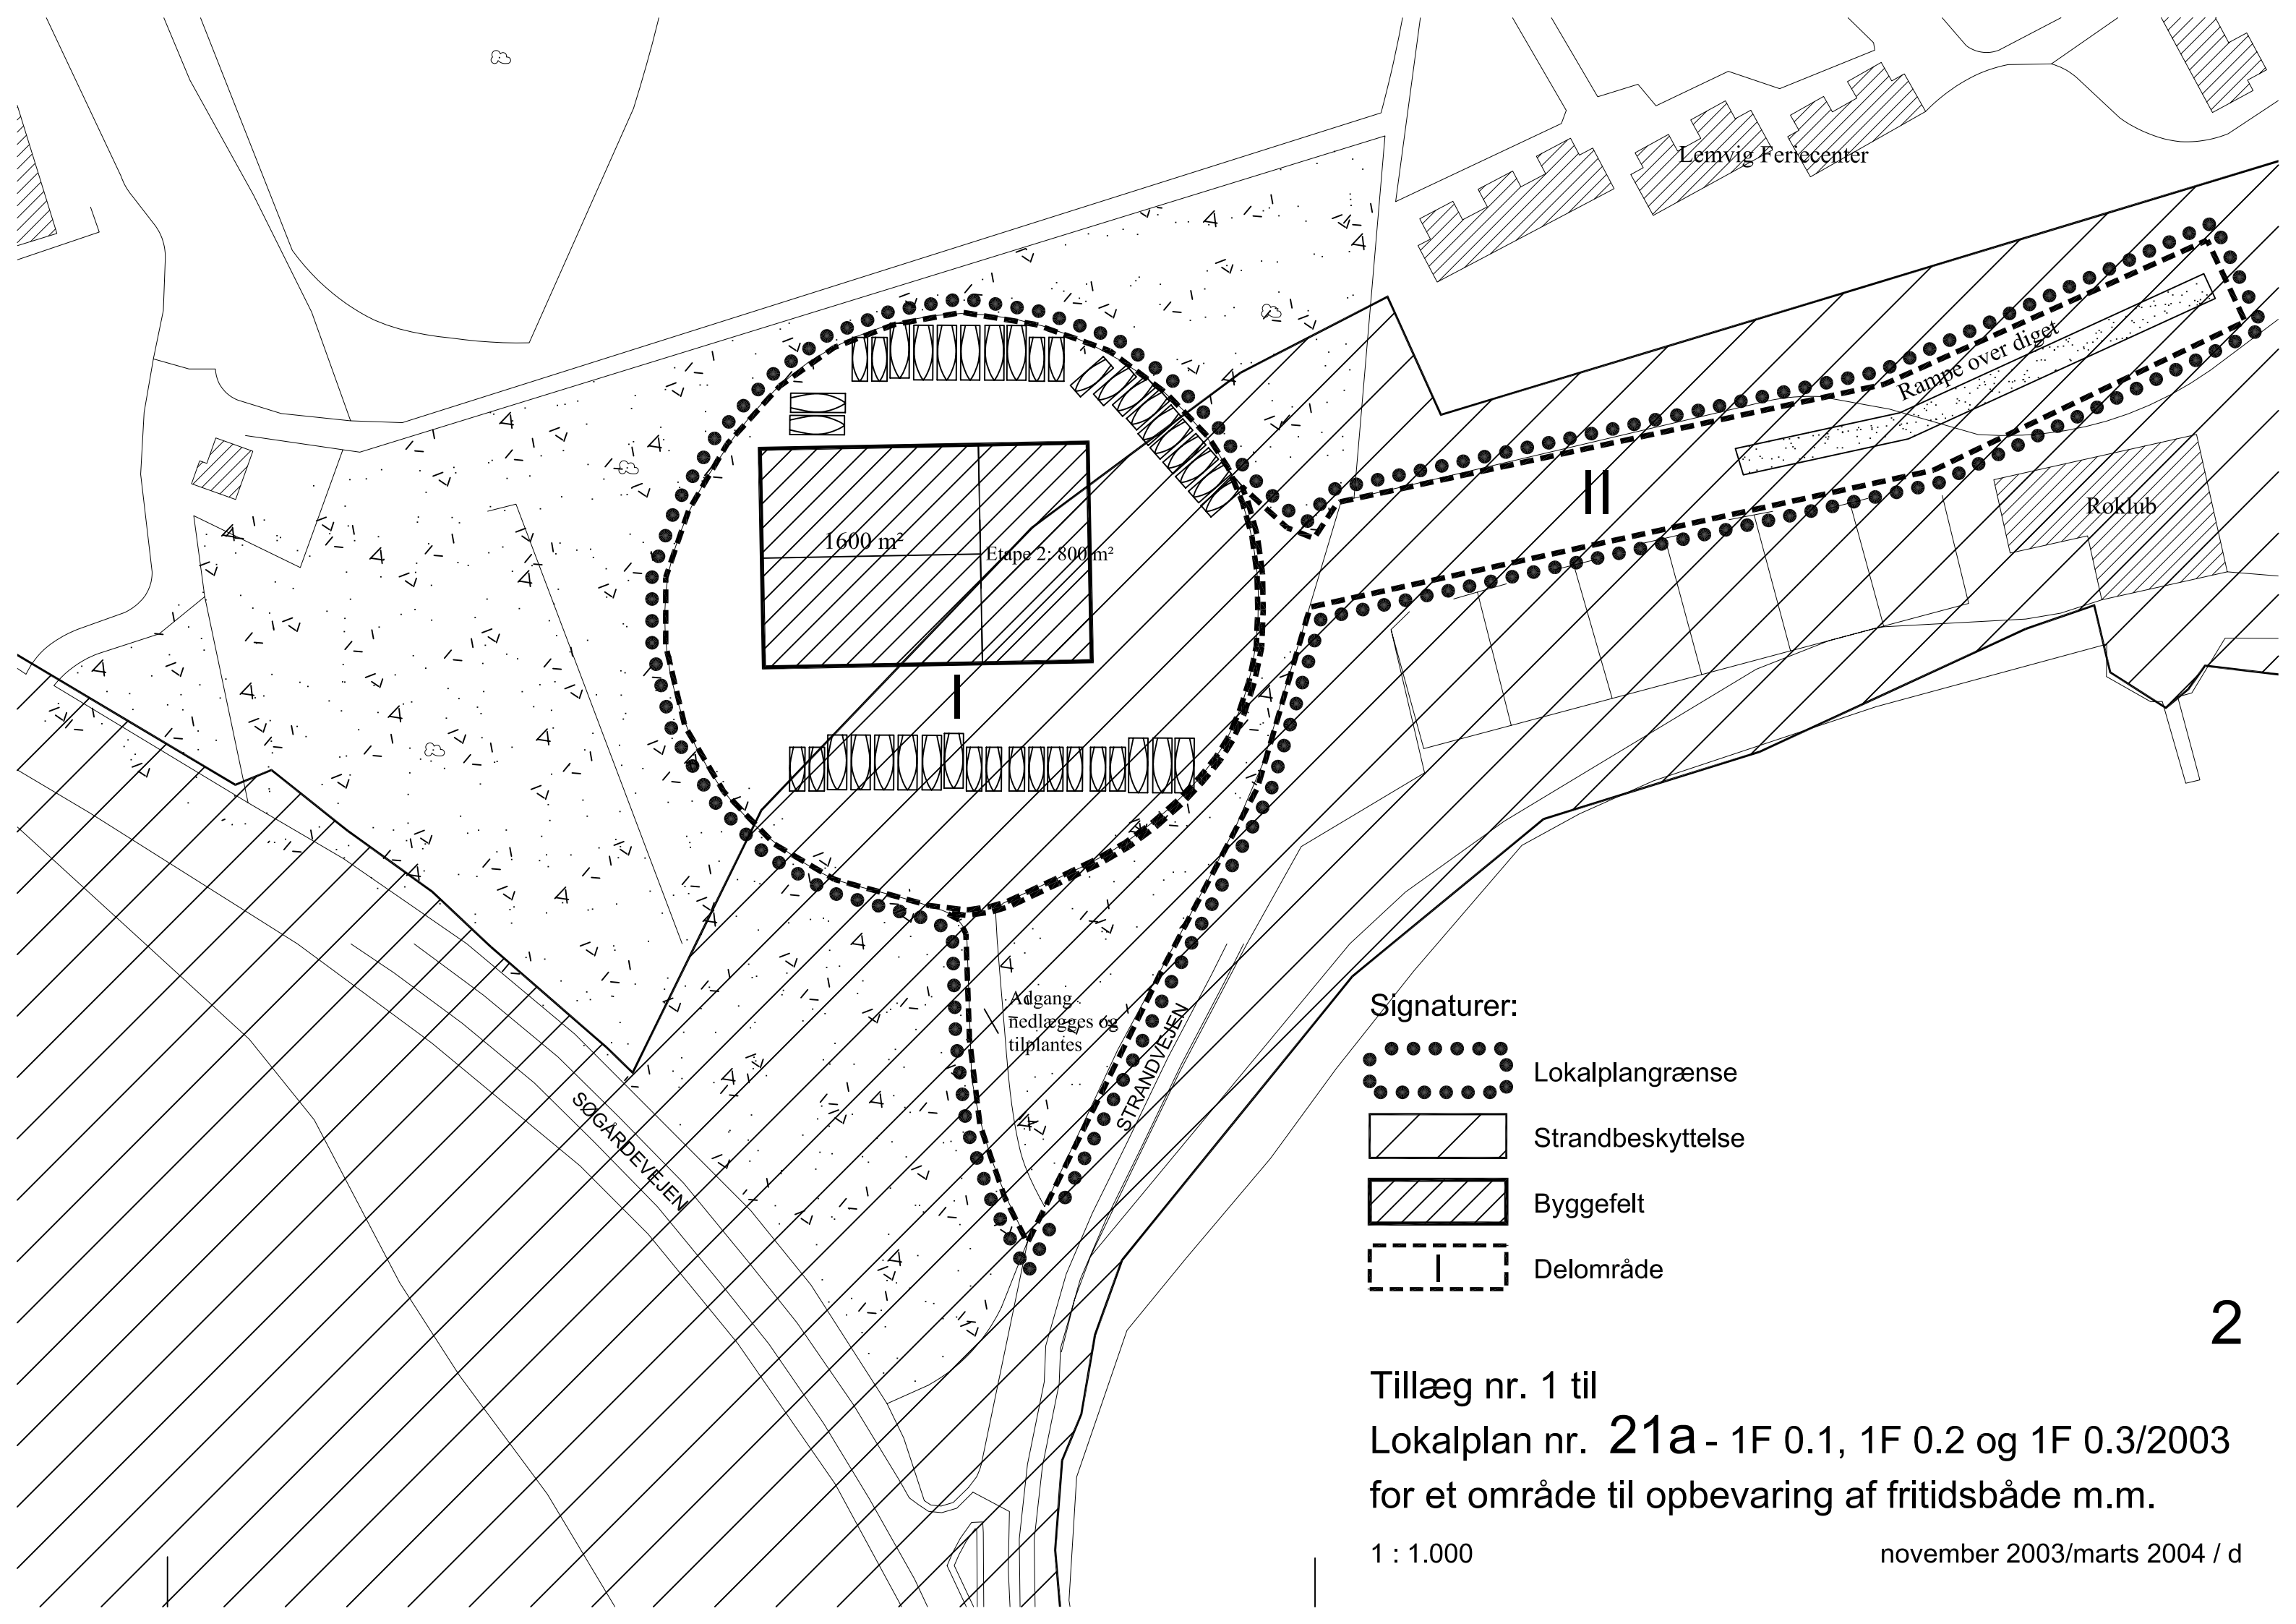 Lemvig Feriecenter
Rampe over diget
II
Roklub
1600 m²
Etape 2: 800 m²
I
Adgang
nedlægges og
tilplantes
STRANDVEJEN
SØGÅRDEVEJEN
Signaturer:
Lokalplangrænse
Strandbeskyttelse
Byggefelt
I
Delområde
2
Tillæg nr. 1 til
Lokalplan nr. 21a - 1F 0.1, 1F 0.2 og 1F 0.3/2003
for et område til opbevaring af fritidsbåde m.m.
1 : 1.000
november 2003/marts 2004 / d